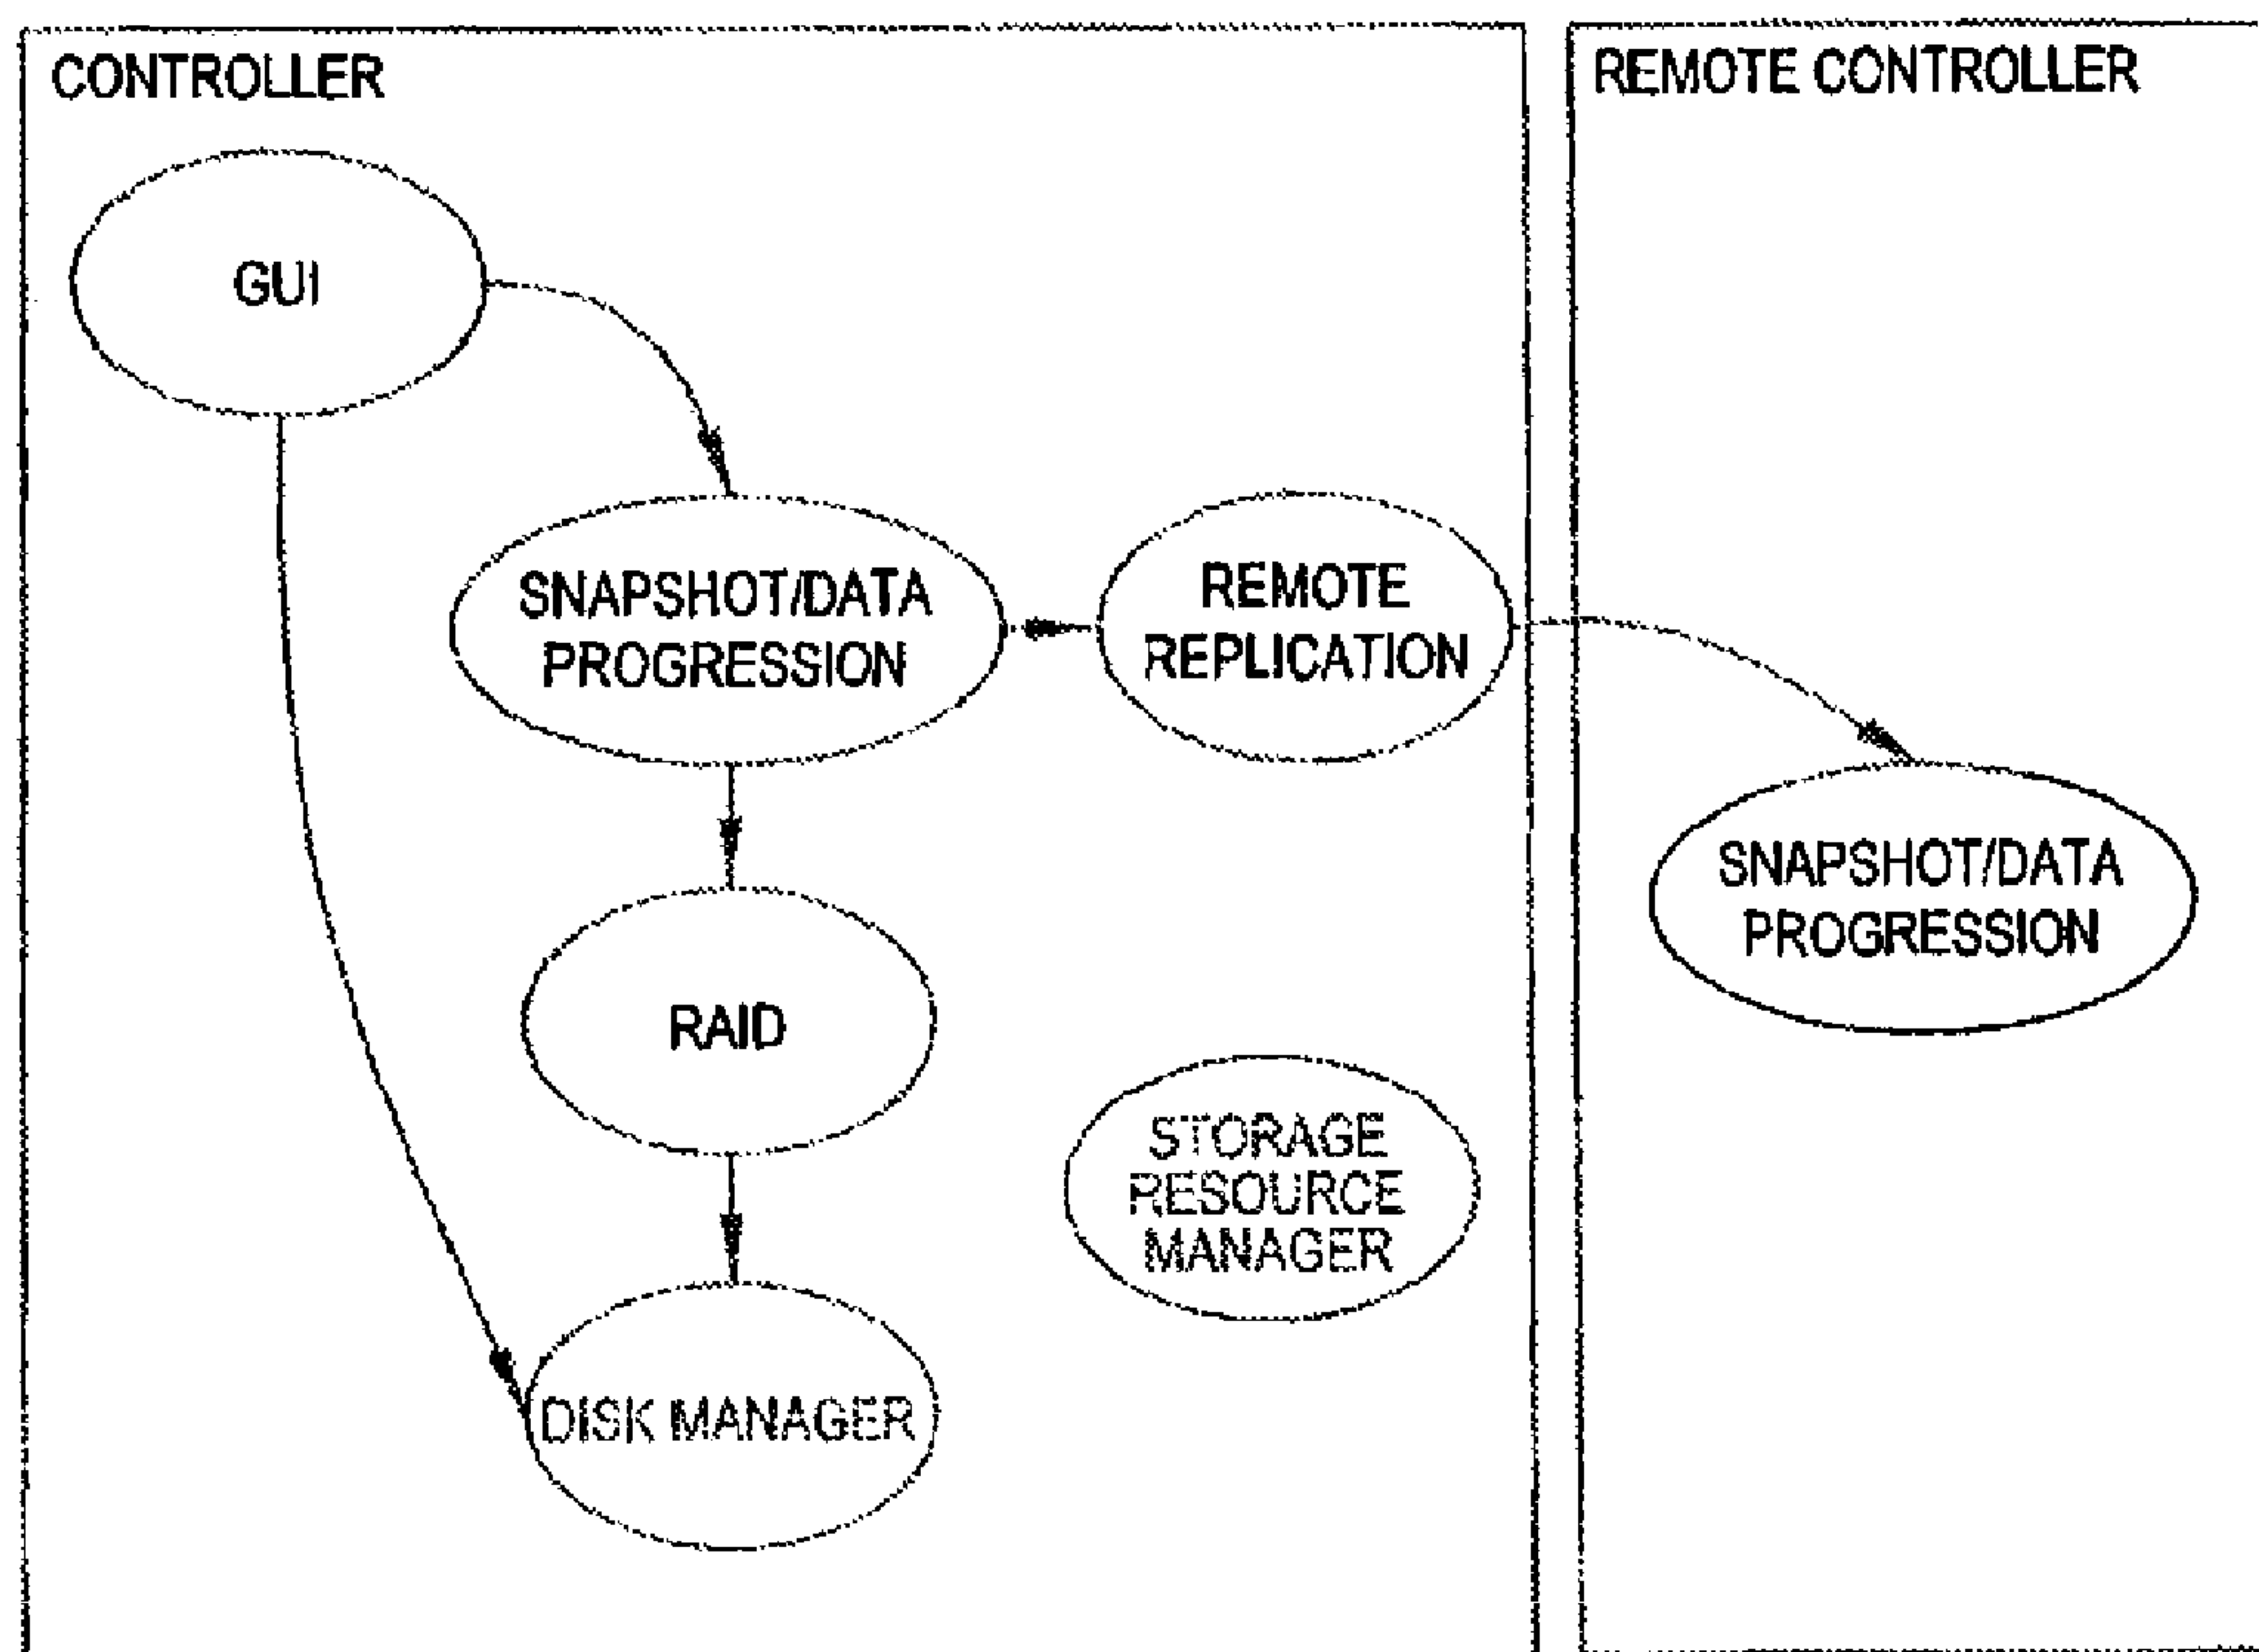 CONTROLLER
REMOTE CONTROLLER
GUI
SNAPSHOT/DATA
PROGRESSION
REMOTE
REPLICATION
SNAPSHOT/DATA
PROGRESSION
RAID
STORAGE
RESOURCE
MANAGER
DISK MANAGER